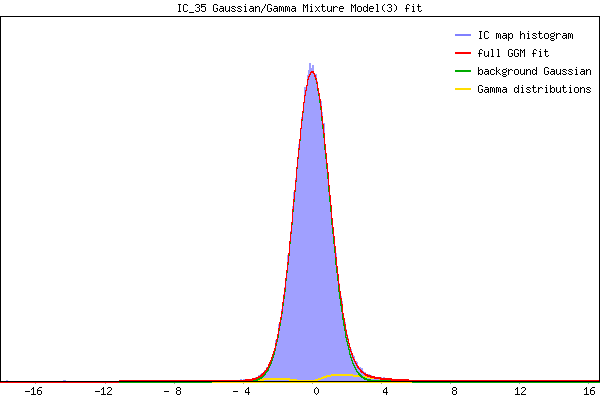 IC_35 Gaussian/Gamma Mixture Model(3) fit
IC map histogram
full GGM fit
background Gaussian
Gamma distributions
-16 -12 -8 -4 0 4 8 12 16